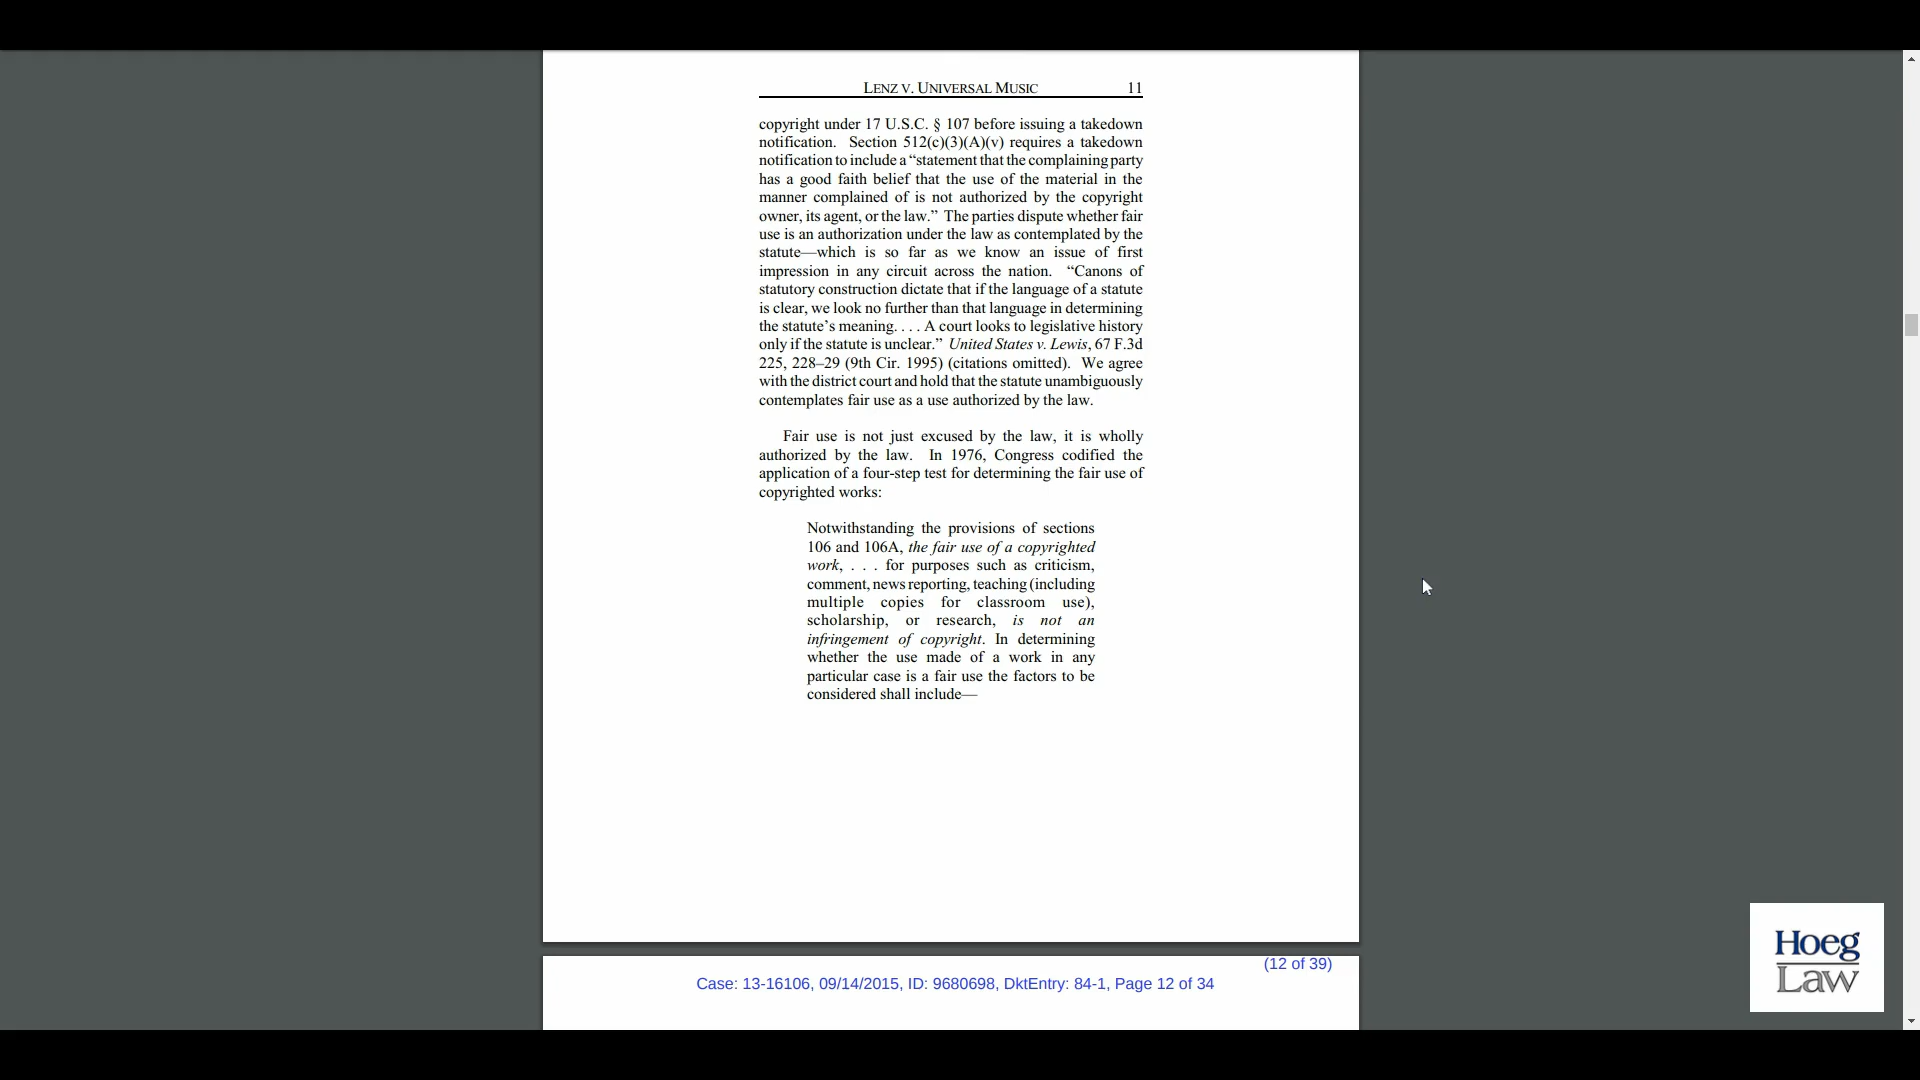 LENZ V. UNIVERSAL MUSIC 11
copyright under 17 U.S.C. § 107 before issuing a takedown
notification. Section 512(c)(3)(A)(v) requires a takedown
notification to include a “statement that the complaining party
has a good faith belief that the use of the material in the
manner complained of is not authorized by the copyright
owner, its agent, or the law.” The parties dispute whether fair
use is an authorization under the law as contemplated by the
statute—which is so far as we know an issue of first
impression in any circuit across the nation. “Canons of
statutory construction dictate that if the language of a statute
is clear, we look no further than that language in determining
the statute’s meaning. . . . A court looks to legislative history
only if the statute is unclear.” United States v. Lewis, 67 F.3d
225, 228–29 (9th Cir. 1995) (citations omitted). We agree
with the district court and hold that the statute unambiguously
contemplates fair use as a use authorized by the law.
Fair use is not just excused by the law, it is wholly
authorized by the law. In 1976, Congress codified the
application of a four-step test for determining the fair use of
copyrighted works:
Notwithstanding the provisions of sections
106 and 106A, the fair use of a copyrighted
work, . . . for purposes such as criticism,
comment, news reporting, teaching (including
multiple copies for classroom use),
scholarship, or research, is not an
infringement of copyright. In determining
whether the use made of a work in any
particular case is a fair use the factors to be
considered shall include—
(12 of 39)
Case: 13-16106, 09/14/2015, ID: 9680698, DktEntry: 84-1, Page 12 of 34
Hoeg
Law